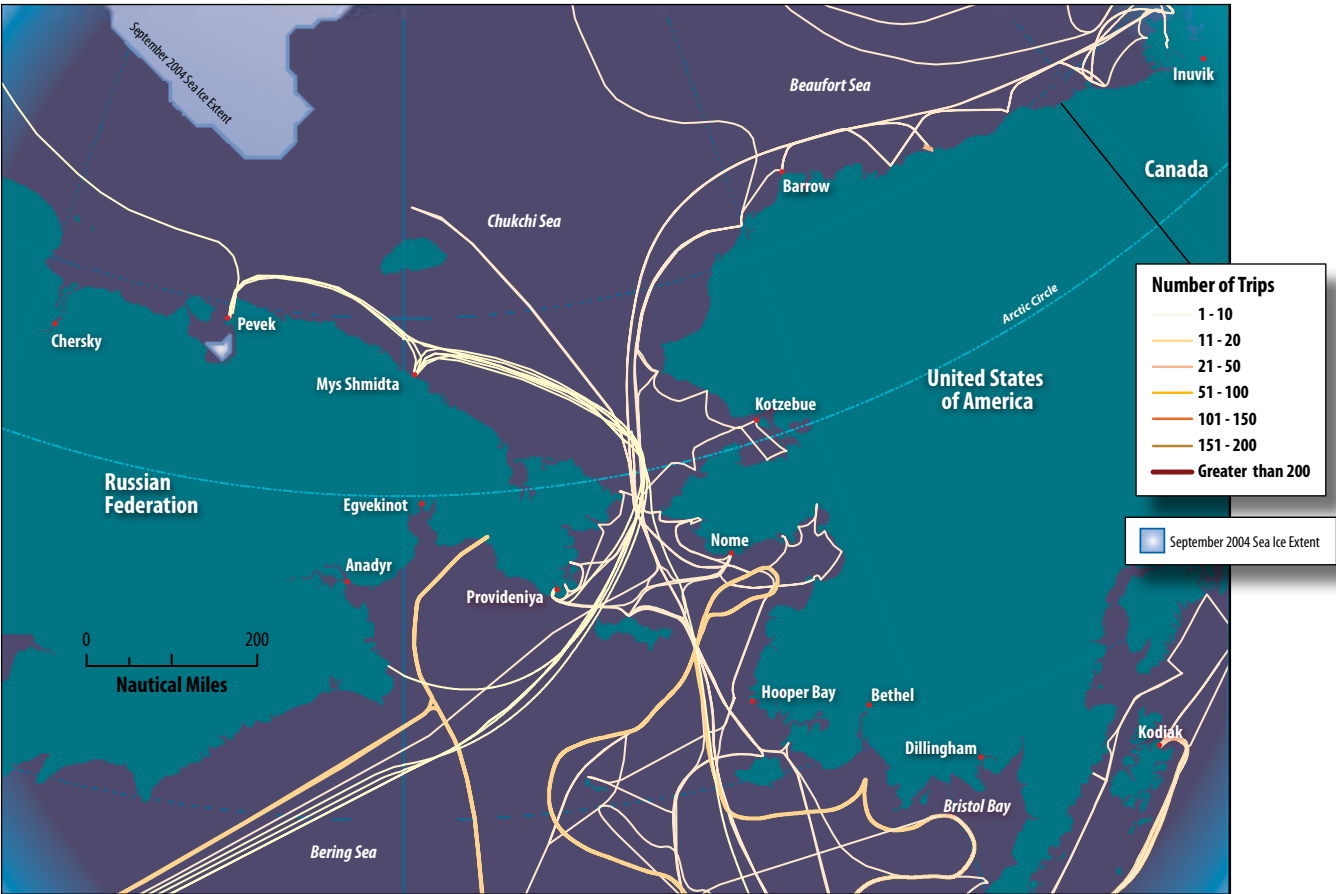 September 2004 Sea Ice Extent
Beaufort Sea
Inuvik
Canada
Barrow
Chukchi Sea
Number of Trips
1 - 10
11 - 20
21 - 50
51 - 100
101 - 150
151 - 200
Greater than 200
September 2004 Sea Ice Extent
Arctic Circle
Pevek
Chersky
Mys Shmidta
United States
of America
Kotzebue
Russian
Federation
Egvekinot
Nome
Anadyr
Provideniya
0 200
Nautical Miles
Hooper Bay
Bethel
Kodiak
Dillingham
Bristol Bay
Bering Sea